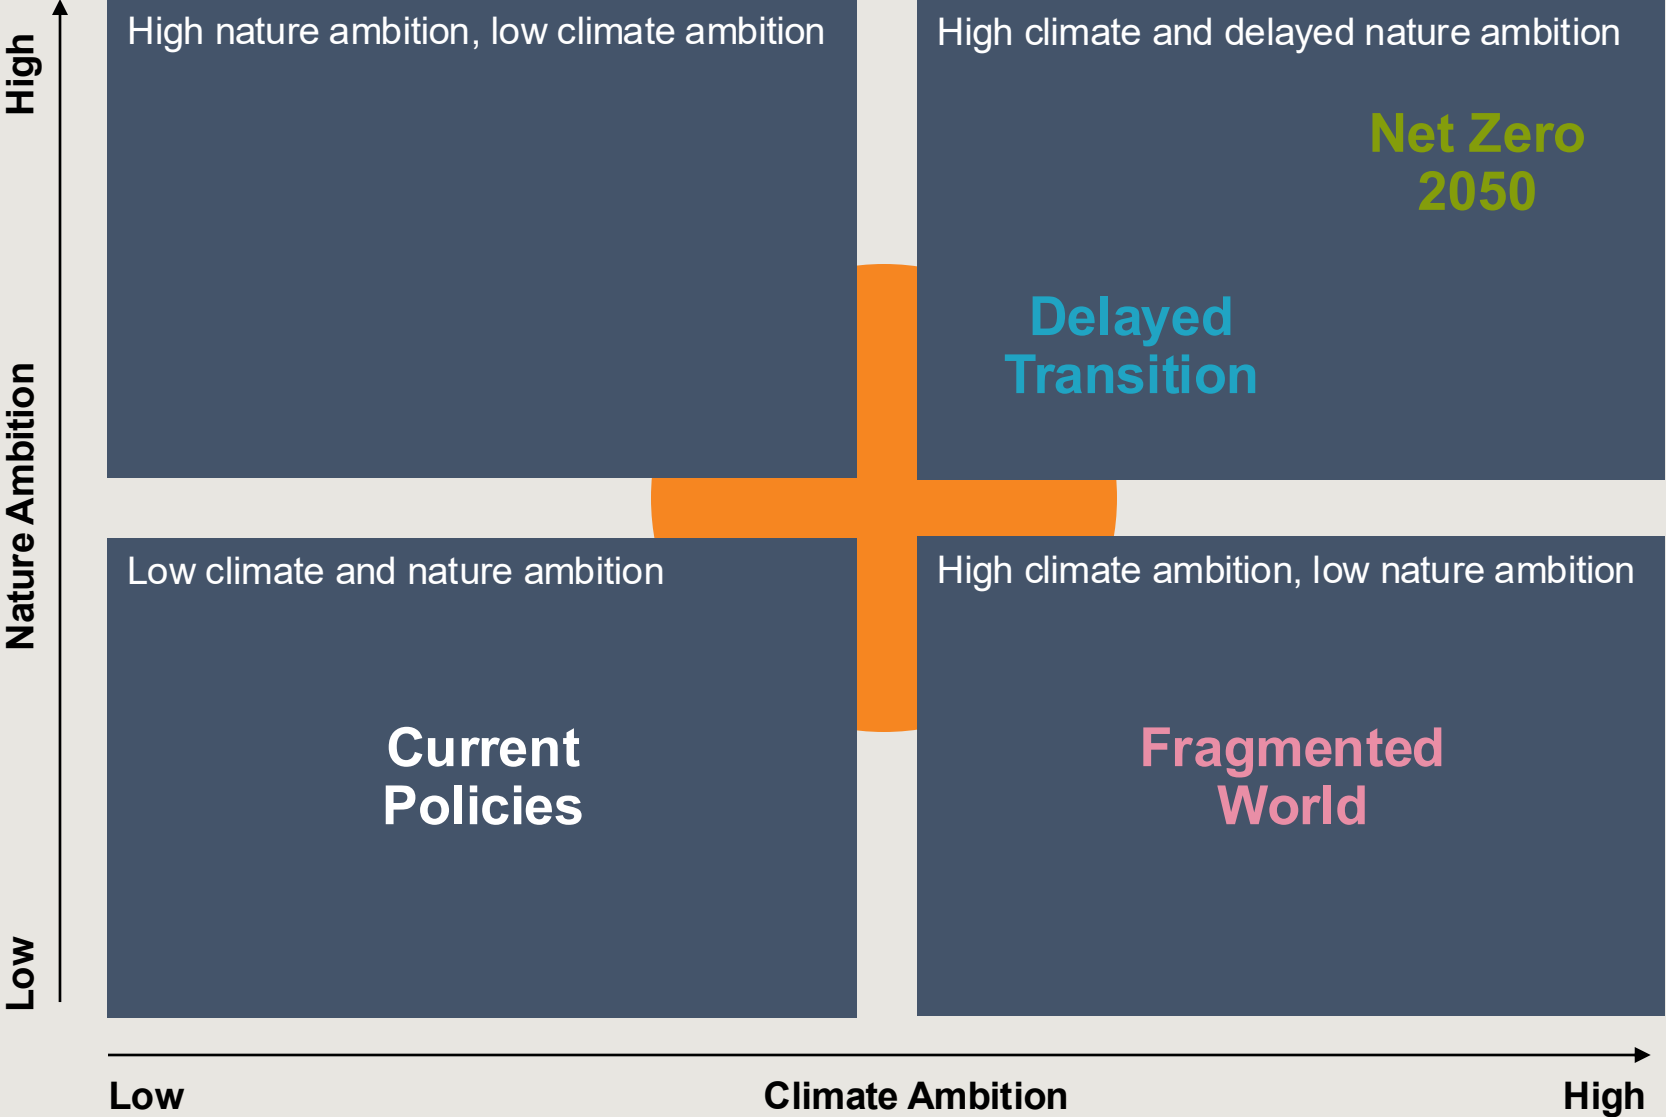 High
Nature Ambition
Low
High nature ambition, low climate ambition
High climate and delayed nature ambition
Net Zero
2050
Delayed
Transition
Low climate and nature ambition
Current
Policies
High climate ambition, low nature ambition
Fragmented
World
Low
Climate Ambition
High